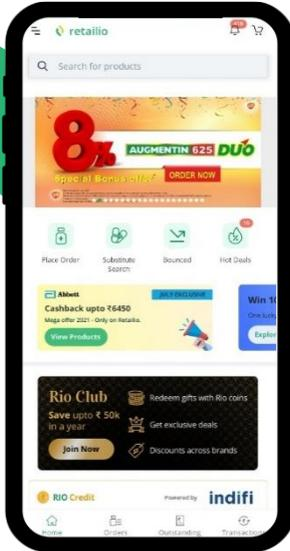 retailio
Search for products
8%
AUGMENTIN 625 DUO
Special Bonus offer
ORDER NOW
Place Order
Substitute Search
Bounced
Hot Deals
Abbott
JULY EXCLUSIVE
Cashback upto ₹6450
Mega offer 2021 - Only on Retailio.
View Products
Win 10
One lucky
Explor
Rio Club
Save upto ₹ 50k
in a year
Join Now
Redeem gifts with Rio coins
Get exclusive deals
Discounts across brands
RIO Credit
Powered by indifi
Home
Orders
Outstanding
Transaction